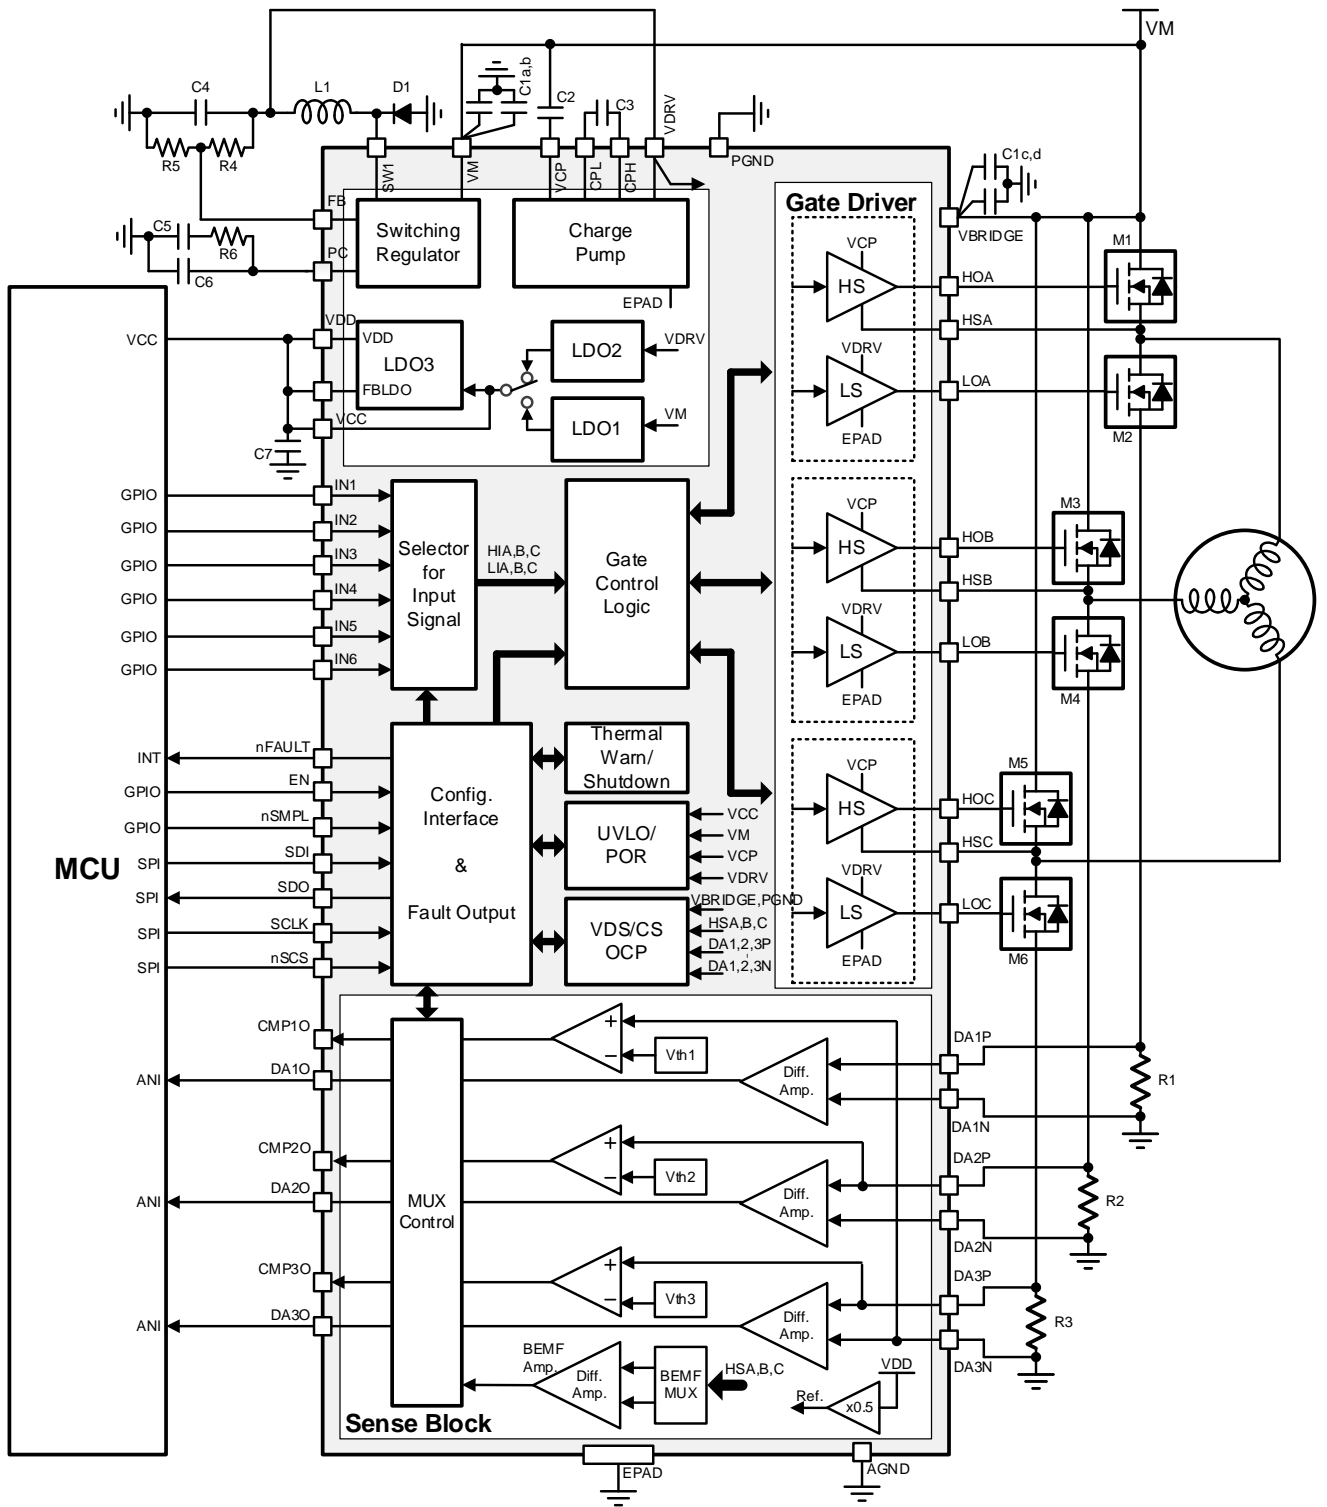 VM
C4
L1
D1
C1a,b
C2
C3
VDRV
R5
R4
SW1
VM
VCP
CPL
CPH
PGND
C1c,d
FB
Switching
Regulator
Charge
Pump
Gate Driver
VBRIDGE
C5
R6
C6
PC
EPAD
VCP
HS
HOA
M1
HSA
VDD
VCC
VDD
LDO3
FBLDO
LDO2
VDRV
VDRV
LS
LOA
EPAD
M2
VCC
LDO1
VM
C7
GPIO
IN1
GPIO
IN2
GPIO
IN3
GPIO
IN4
GPIO
IN5
GPIO
IN6
Selector
for
Input
Signal
HIA,B,C
LIA,B,C
Gate
Control
Logic
VCP
HS
HOB
M3
HSB
VDRV
LS
LOB
EPAD
M4
INT
nFAULT
GPIO
EN
GPIO
nSMPL
MCU
SPI
SDI
SPI
SDO
SPI
SCLK
SPI
nSCS
Config.
Interface
&
Fault Output
Thermal
Warn/
Shutdown
UVLO/
POR
VCC
VM
VCP
VDRV
VDS/CS
OCP
VBRIDGE,PGND
HSA,B,C
DA1,2,3P
DA1,2,3N
VCP
HS
HOC
M5
HSC
VDRV
LS
LOC
EPAD
M6
CMP1O
+
−
Vth1
DA1P
ANI
DA1O
Diff.
Amp.
R1
DA1N
CMP2O
+
−
Vth2
DA2P
ANI
DA2O
MUX
Control
Diff.
Amp.
R2
DA2N
CMP3O
+
−
Vth3
DA3P
ANI
DA3O
Diff.
Amp.
R3
DA3N
BEMF
Amp.
Diff.
Amp.
BEMF
MUX
HSA,B,C
VDD
Ref.
x0.5
Sense Block
EPAD
AGND